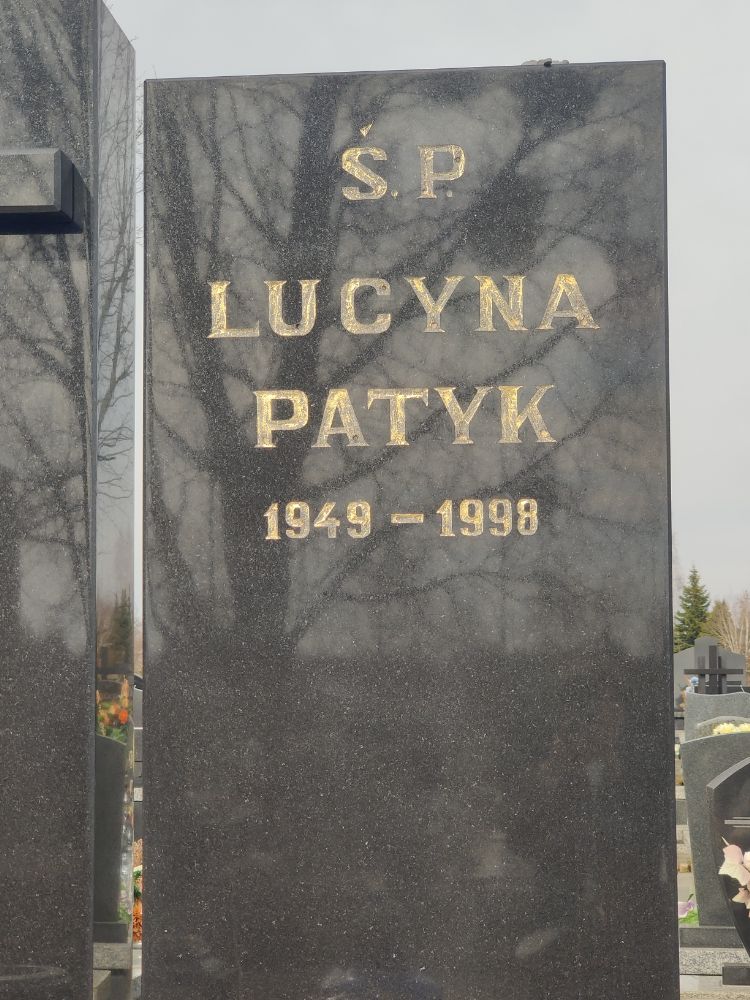 Ś.P.
LUCYNA
PATYK
1949 - 1998